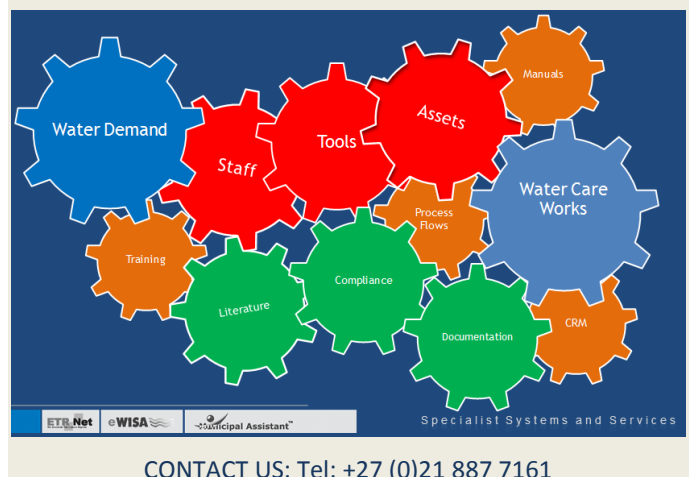 Manuals
Water Demand
Staff
Tools
Assets
Water Care
Works
Process
Flows
Training
Literature
Compliance
Documentation
CRM
ETR.Net
eWISA
Municipal Assistant™
Specialist Systems and Services
CONTACT US: Tel: +27 (0)21 887 7161